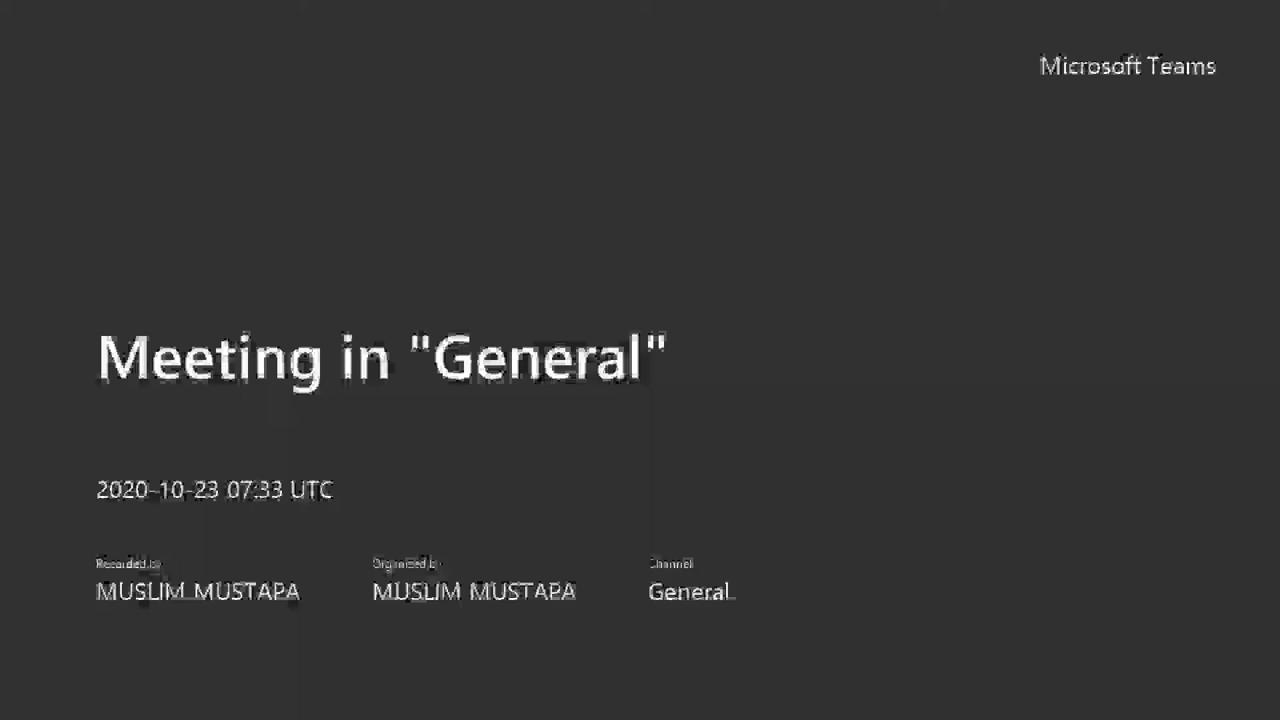 Microsoft Teams
Meeting in "General"
2020-10-23 07:33 UTC
Recorded by Organized by Channel
MUSLIM MUSTAPA MUSLIM MUSTAPA General